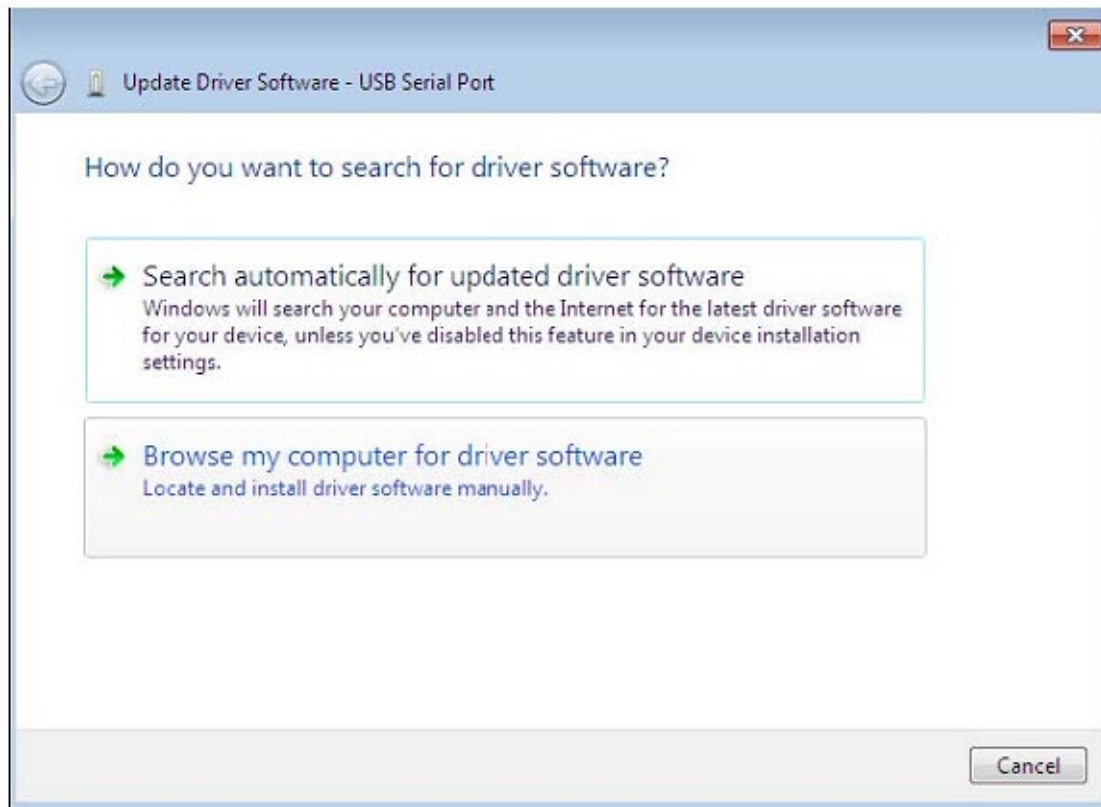 Update Driver Software - USB Serial Port
How do you want to search for driver software?
Search automatically for updated driver software
Windows will search your computer and the Internet for the latest driver software
for your device, unless you've disabled this feature in your device installation
settings.
Browse my computer for driver software
Locate and install driver software manually.
Cancel